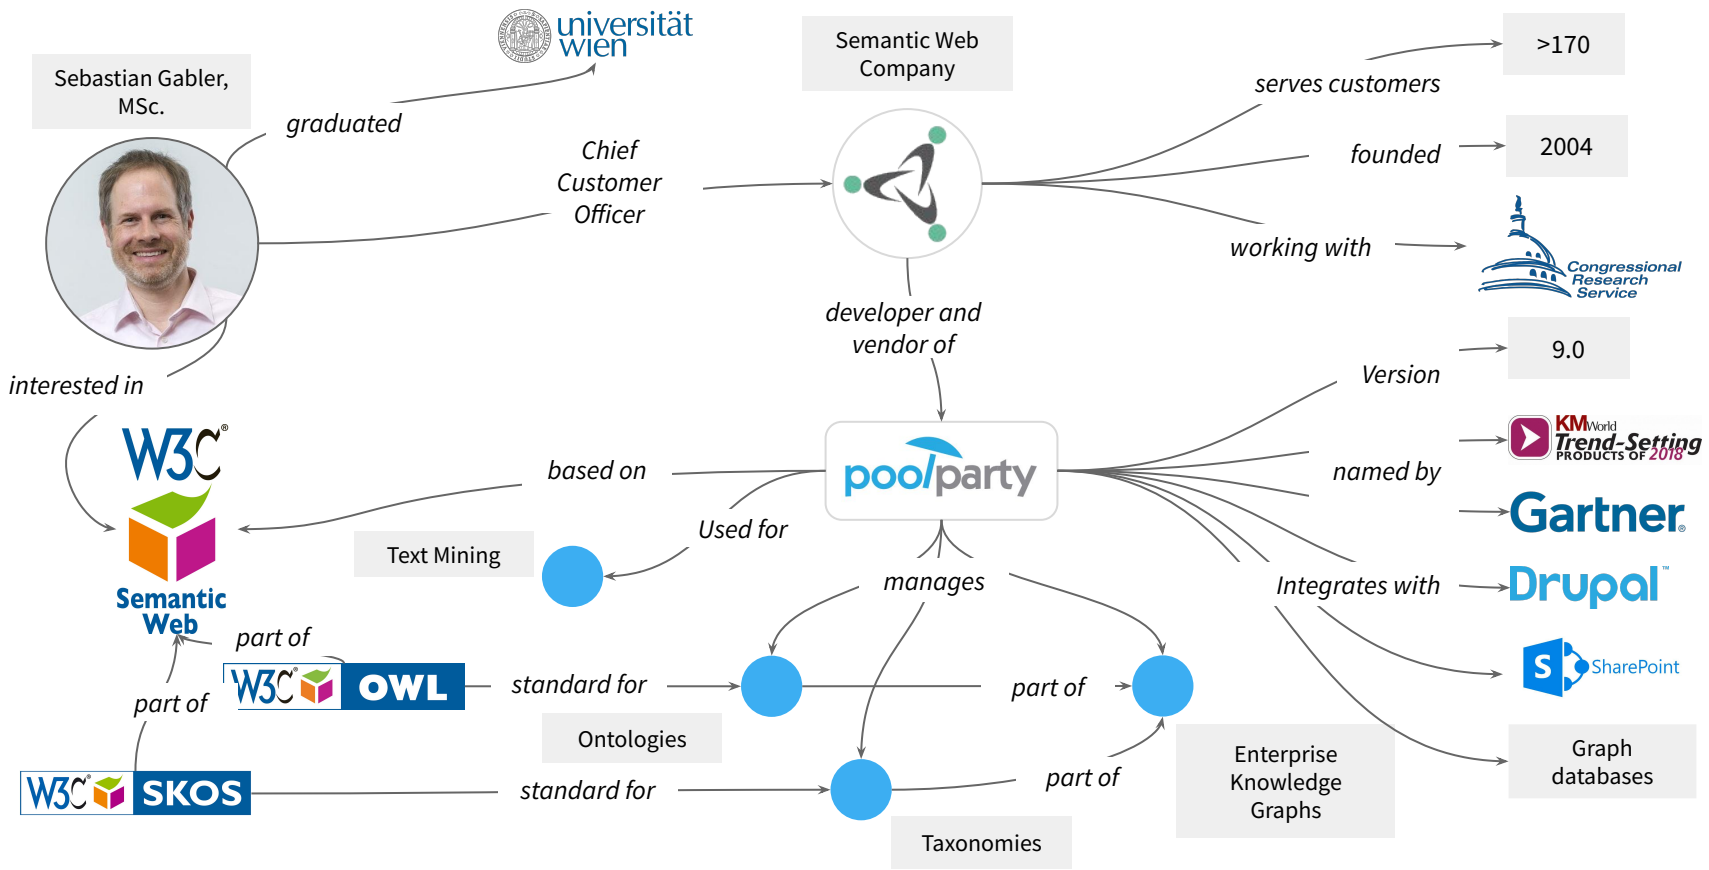 universität
wien
Sebastian Gabler,
MSc.
graduated
Chief
Customer
Officer
Semantic Web
Company
serves customers
>170
founded
2004
working with
Congressional
Research
Service
developer and
vendor of
interested in
W3C®
Semantic
Web
based on
poolparty
Used for
Text Mining
manages
Version
9.0
named by
KMWorld
Trend-Setting
PRODUCTS OF 2018
Gartner®
Integrates with
Drupal™
S SharePoint
Graph
databases
part of
part of
W3C® OWL
standard for
Ontologies
part of
W3C® SKOS
standard for
Taxonomies
part of
Enterprise
Knowledge
Graphs